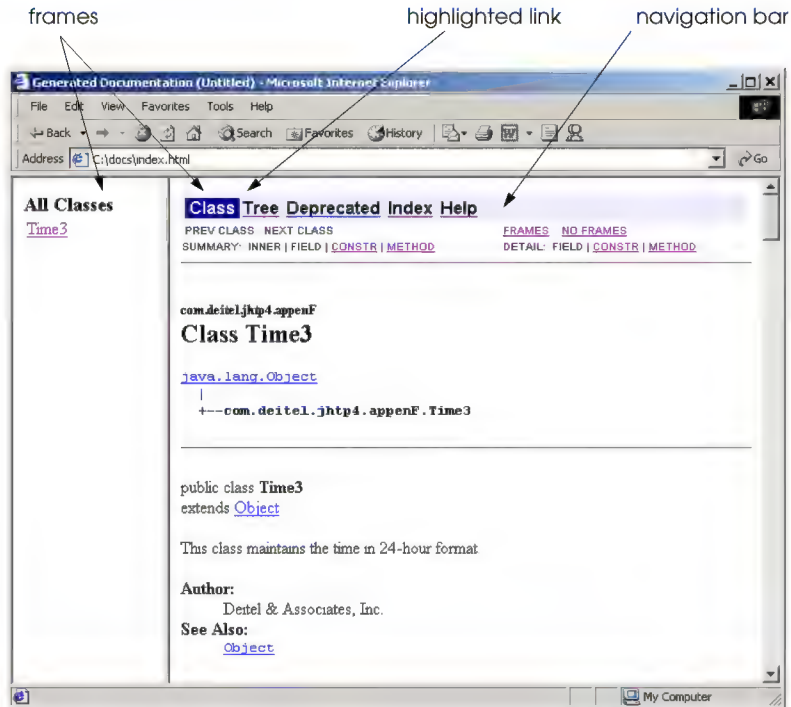 frames highlighted link navigation bar
Generated Documentation (Untitled) - Microsoft Internet Explorer
File Edit View Favorites Tools Help
Back Search Favorites History
Address C:\docs\index.html Go
All Classes
Time3
Class Tree Deprecated Index Help
PREV CLASS NEXT CLASS FRAMES NO FRAMES
SUMMARY: INNER | FIELD | CONSTR | METHOD DETAIL: FIELD | CONSTR | METHOD
com.deitel.jhtp4.appenF
Class Time3
java.lang.Object
|
+--com.deitel.jhtp4.appenF.Time3
public class Time3
extends Object
This class maintains the time in 24-hour format
Author:
Deitel & Associates, Inc.
See Also:
Object
My Computer